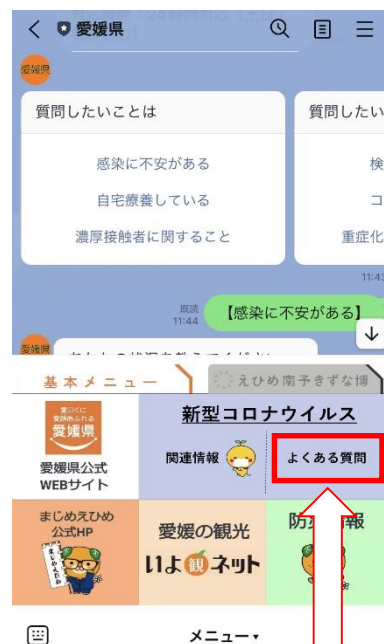 愛媛県
愛媛県
質問したいことは
質問したい
感染に不安がある
検
自宅療養している
コ
濃厚接触者に関すること
重症化
11:43
既読
11:44
【感染に不安がある】
愛媛県
基本メニュー
えひめ南予きずな博
愛媛県
愛媛県公式
WEBサイト
新型コロナウイルス
関連情報
よくある質問
まじめえひめ
公式HP
愛媛の観光
いよ観ネット
防 報
メニュー▾